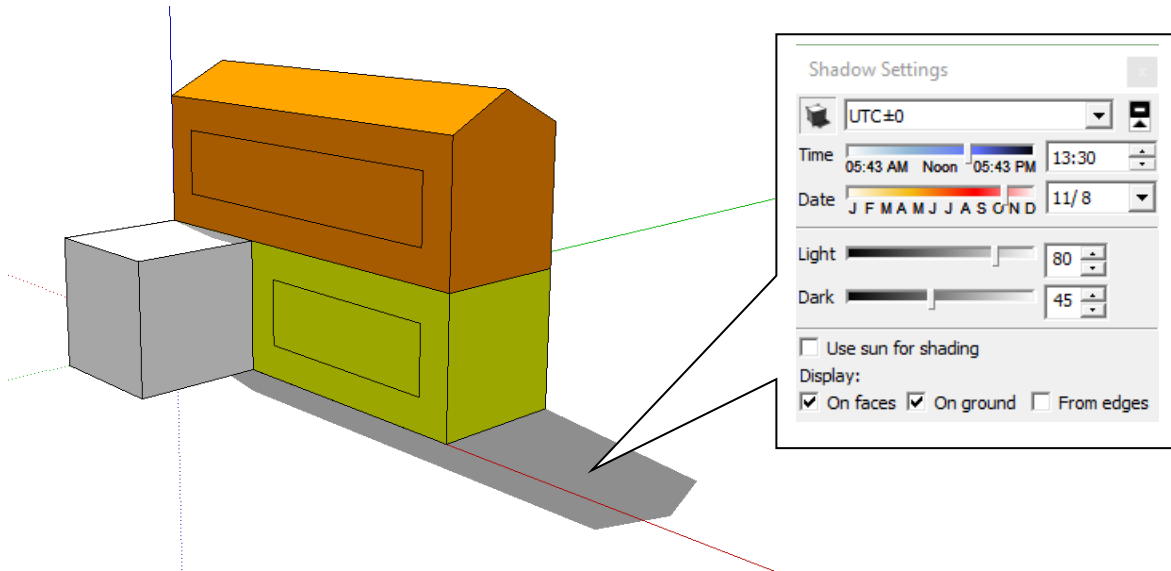 Shadow Settings
x
UTC±0
Time 05:43 AM Noon 05:43 PM 13:30
Date J F M A M J J A S O N D 11/ 8
Light 80
Dark 45
Use sun for shading
Display:
On faces On ground From edges